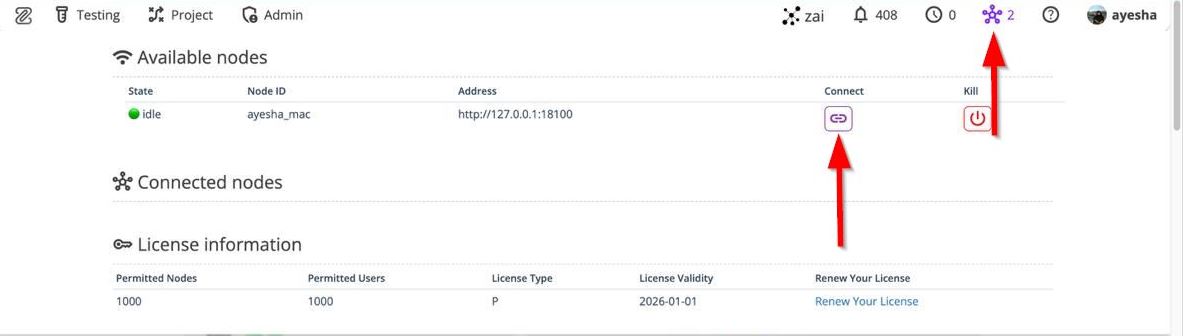 Testing Project Admin zai 408 0 2 ayesha
Available nodes
State Node ID Address Connect Kill
idle ayesha_mac http://127.0.0.1:18100
Connected nodes
License information
Permitted Nodes Permitted Users License Type License Validity Renew Your License
1000 1000 P 2026-01-01 Renew Your License